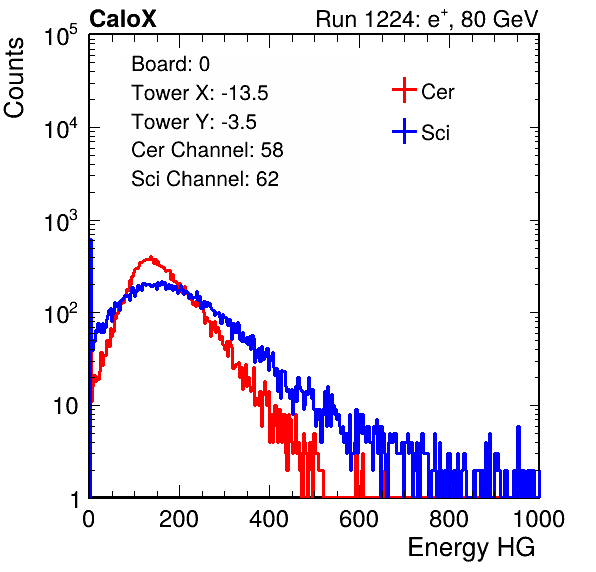 CaloX Run 1224: e⁺, 80 GeV
Counts
Board: 0
Tower X: -13.5
Tower Y: -3.5
Cer Channel: 58
Sci Channel: 62
Cer
Sci
10⁵
10⁴
10³
10²
10
1
0 200 400 600 800 1000
Energy HG